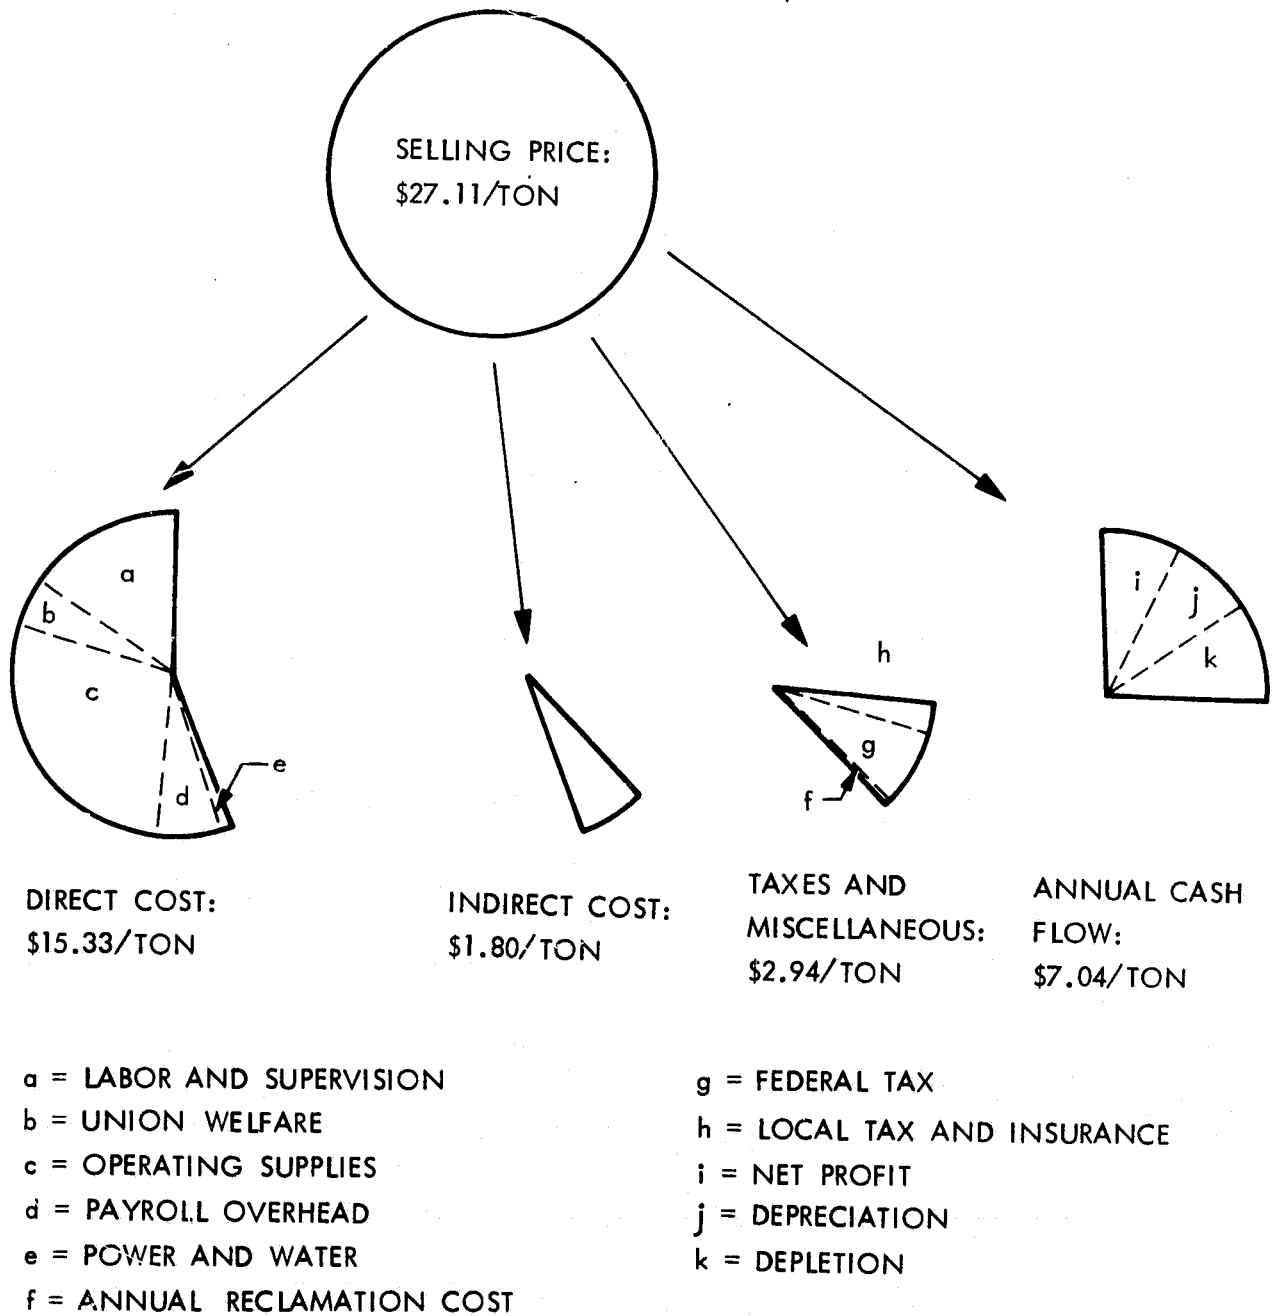 SELLING PRICE:
$27.11/TON
a
b
c
d
e
f
g
h
i
j
k
DIRECT COST:
$15.33/TON
INDIRECT COST:
$1.80/TON
TAXES AND
MISCELLANEOUS:
$2.94/TON
ANNUAL CASH
FLOW:
$7.04/TON
a = LABOR AND SUPERVISION
b = UNION WELFARE
c = OPERATING SUPPLIES
d = PAYROLL OVERHEAD
e = POWER AND WATER
f = ANNUAL RECLAMATION COST
g = FEDERAL TAX
h = LOCAL TAX AND INSURANCE
i = NET PROFIT
j = DEPRECIATION
k = DEPLETION